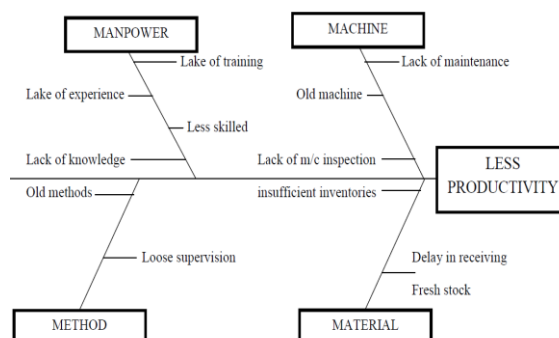 MANPOWER
MACHINE
Lake of training
Lack of maintenance
Lake of experience
Old machine
Less skilled
Lack of knowledge
Lack of m/c inspection
LESS
PRODUCTIVITY
Old methods
insufficient inventories
Loose supervision
Delay in receiving
Fresh stock
METHOD
MATERIAL